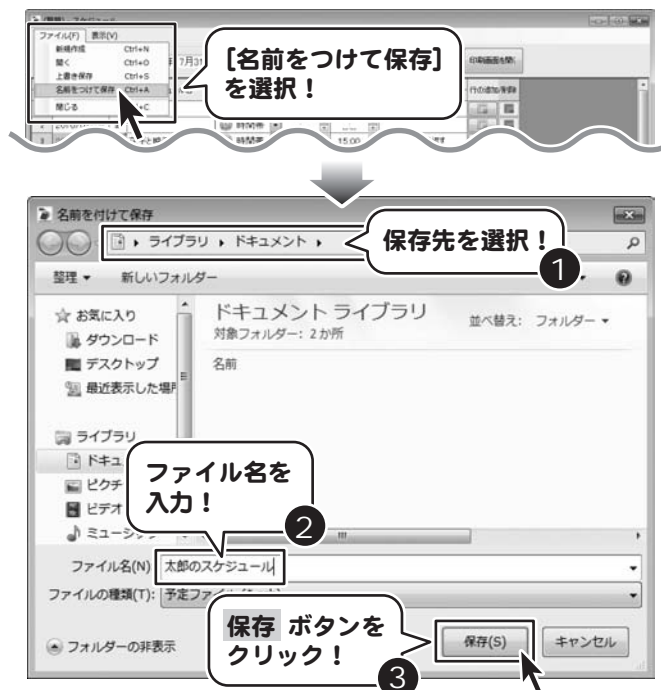 ファイル(F) 表示(V)
新規作成 Ctrl+N
開く Ctrl+O
上書き保存 Ctrl+S
名前をつけて保存 Ctrl+A
閉じる
7月31
印刷画面を開く
行の追加/削除
[名前をつけて保存]
を選択！
時間帯
時間帯 15:00
名前を付けて保存
ライブラリ ドキュメント
保存先を選択！
1
整理 新しいフォルダー
お気に入り
ダウンロード
デスクトップ
最近表示した場所
ライブラリ
ドキュ
ピクチ
ビデオ
ミュージック
ドキュメント ライブラリ
対象フォルダー: 2か所
並べ替え: フォルダー
名前
ファイル名を
入力！
2
ファイル名(N) 太郎のスケジュール
ファイルの種類(T): 予定フ
保存 ボタンを
クリック！
3
フォルダーの非表示
保存(S) キャンセル